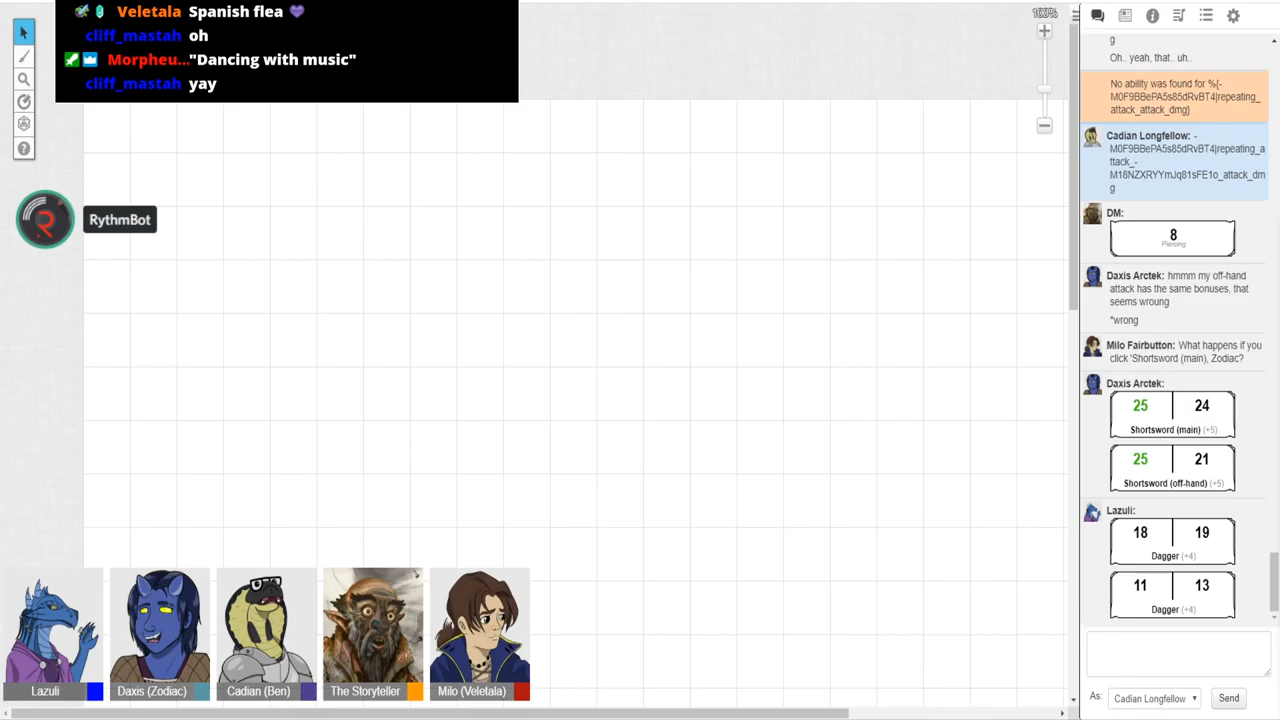 Veletala Spanish flea
cliff_mastah oh
Morpheu... "Dancing with music"
cliff_mastah yay
RythmBot
100%
g
Oh.. yeah, that.. uh..
No ability was found for %{-
M0F9BBePA5s85dRvBT4|repeating_
attack_attack_dmg}
Cadian Longfellow: -
M0F9BBePA5s85dRvBT4|repeating_a
ttack_-
M18NZXRYYmJq81sFE1o_attack_dm
g
DM:
8
Piercing
Daxis Arctek: hmmm my off-hand
attack has the same bonuses, that
seems wroung
*wrong
Milo Fairbutton: What happens if you
click 'Shortsword (main), Zodiac?
Daxis Arctek:
25 24
Shortsword (main) (+5)
25 21
Shortsword (off-hand) (+5)
Lazuli:
18 19
Dagger (+4)
11 13
Dagger (+4)
As: Cadian Longfellow Send
Lazuli
Daxis (Zodiac)
Cadian (Ben)
The Storyteller
Milo (Veletala)